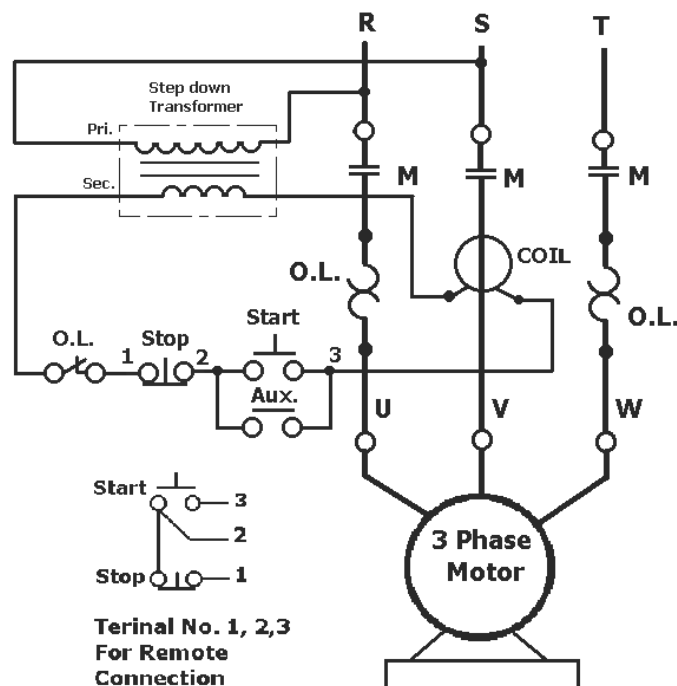 R
S
T
Step down
Transformer
Pri.
Sec.
M
M
M
COIL
O.L.
O.L.
Start
O.L.
1
Stop
2
3
Aux.
U
V
W
Start
3
2
Stop
1
3 Phase
Motor
Terinal No. 1, 2,3
For Remote
Connection